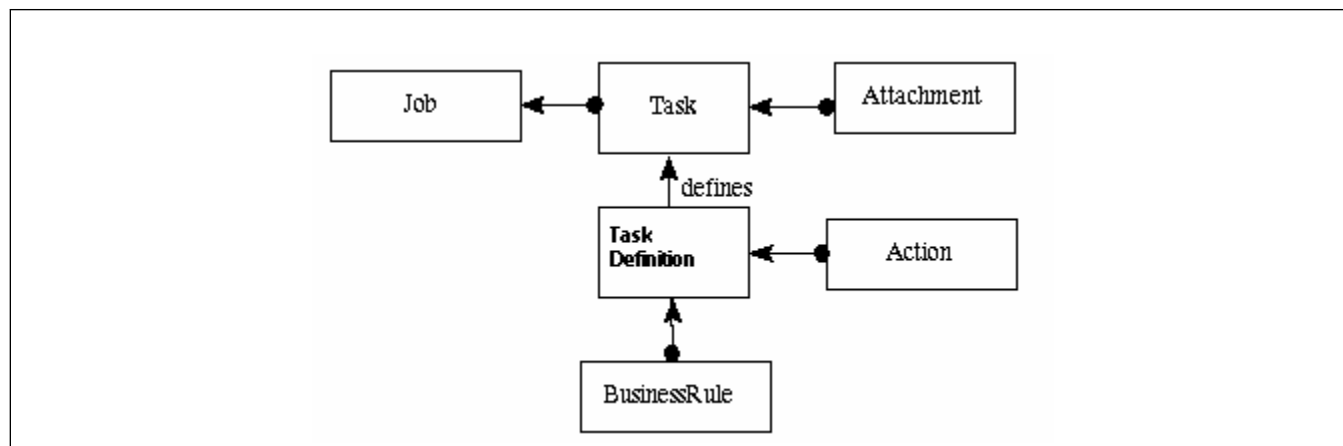 Job
Task
Attachment
defines
Task
Definition
Action
BusinessRule